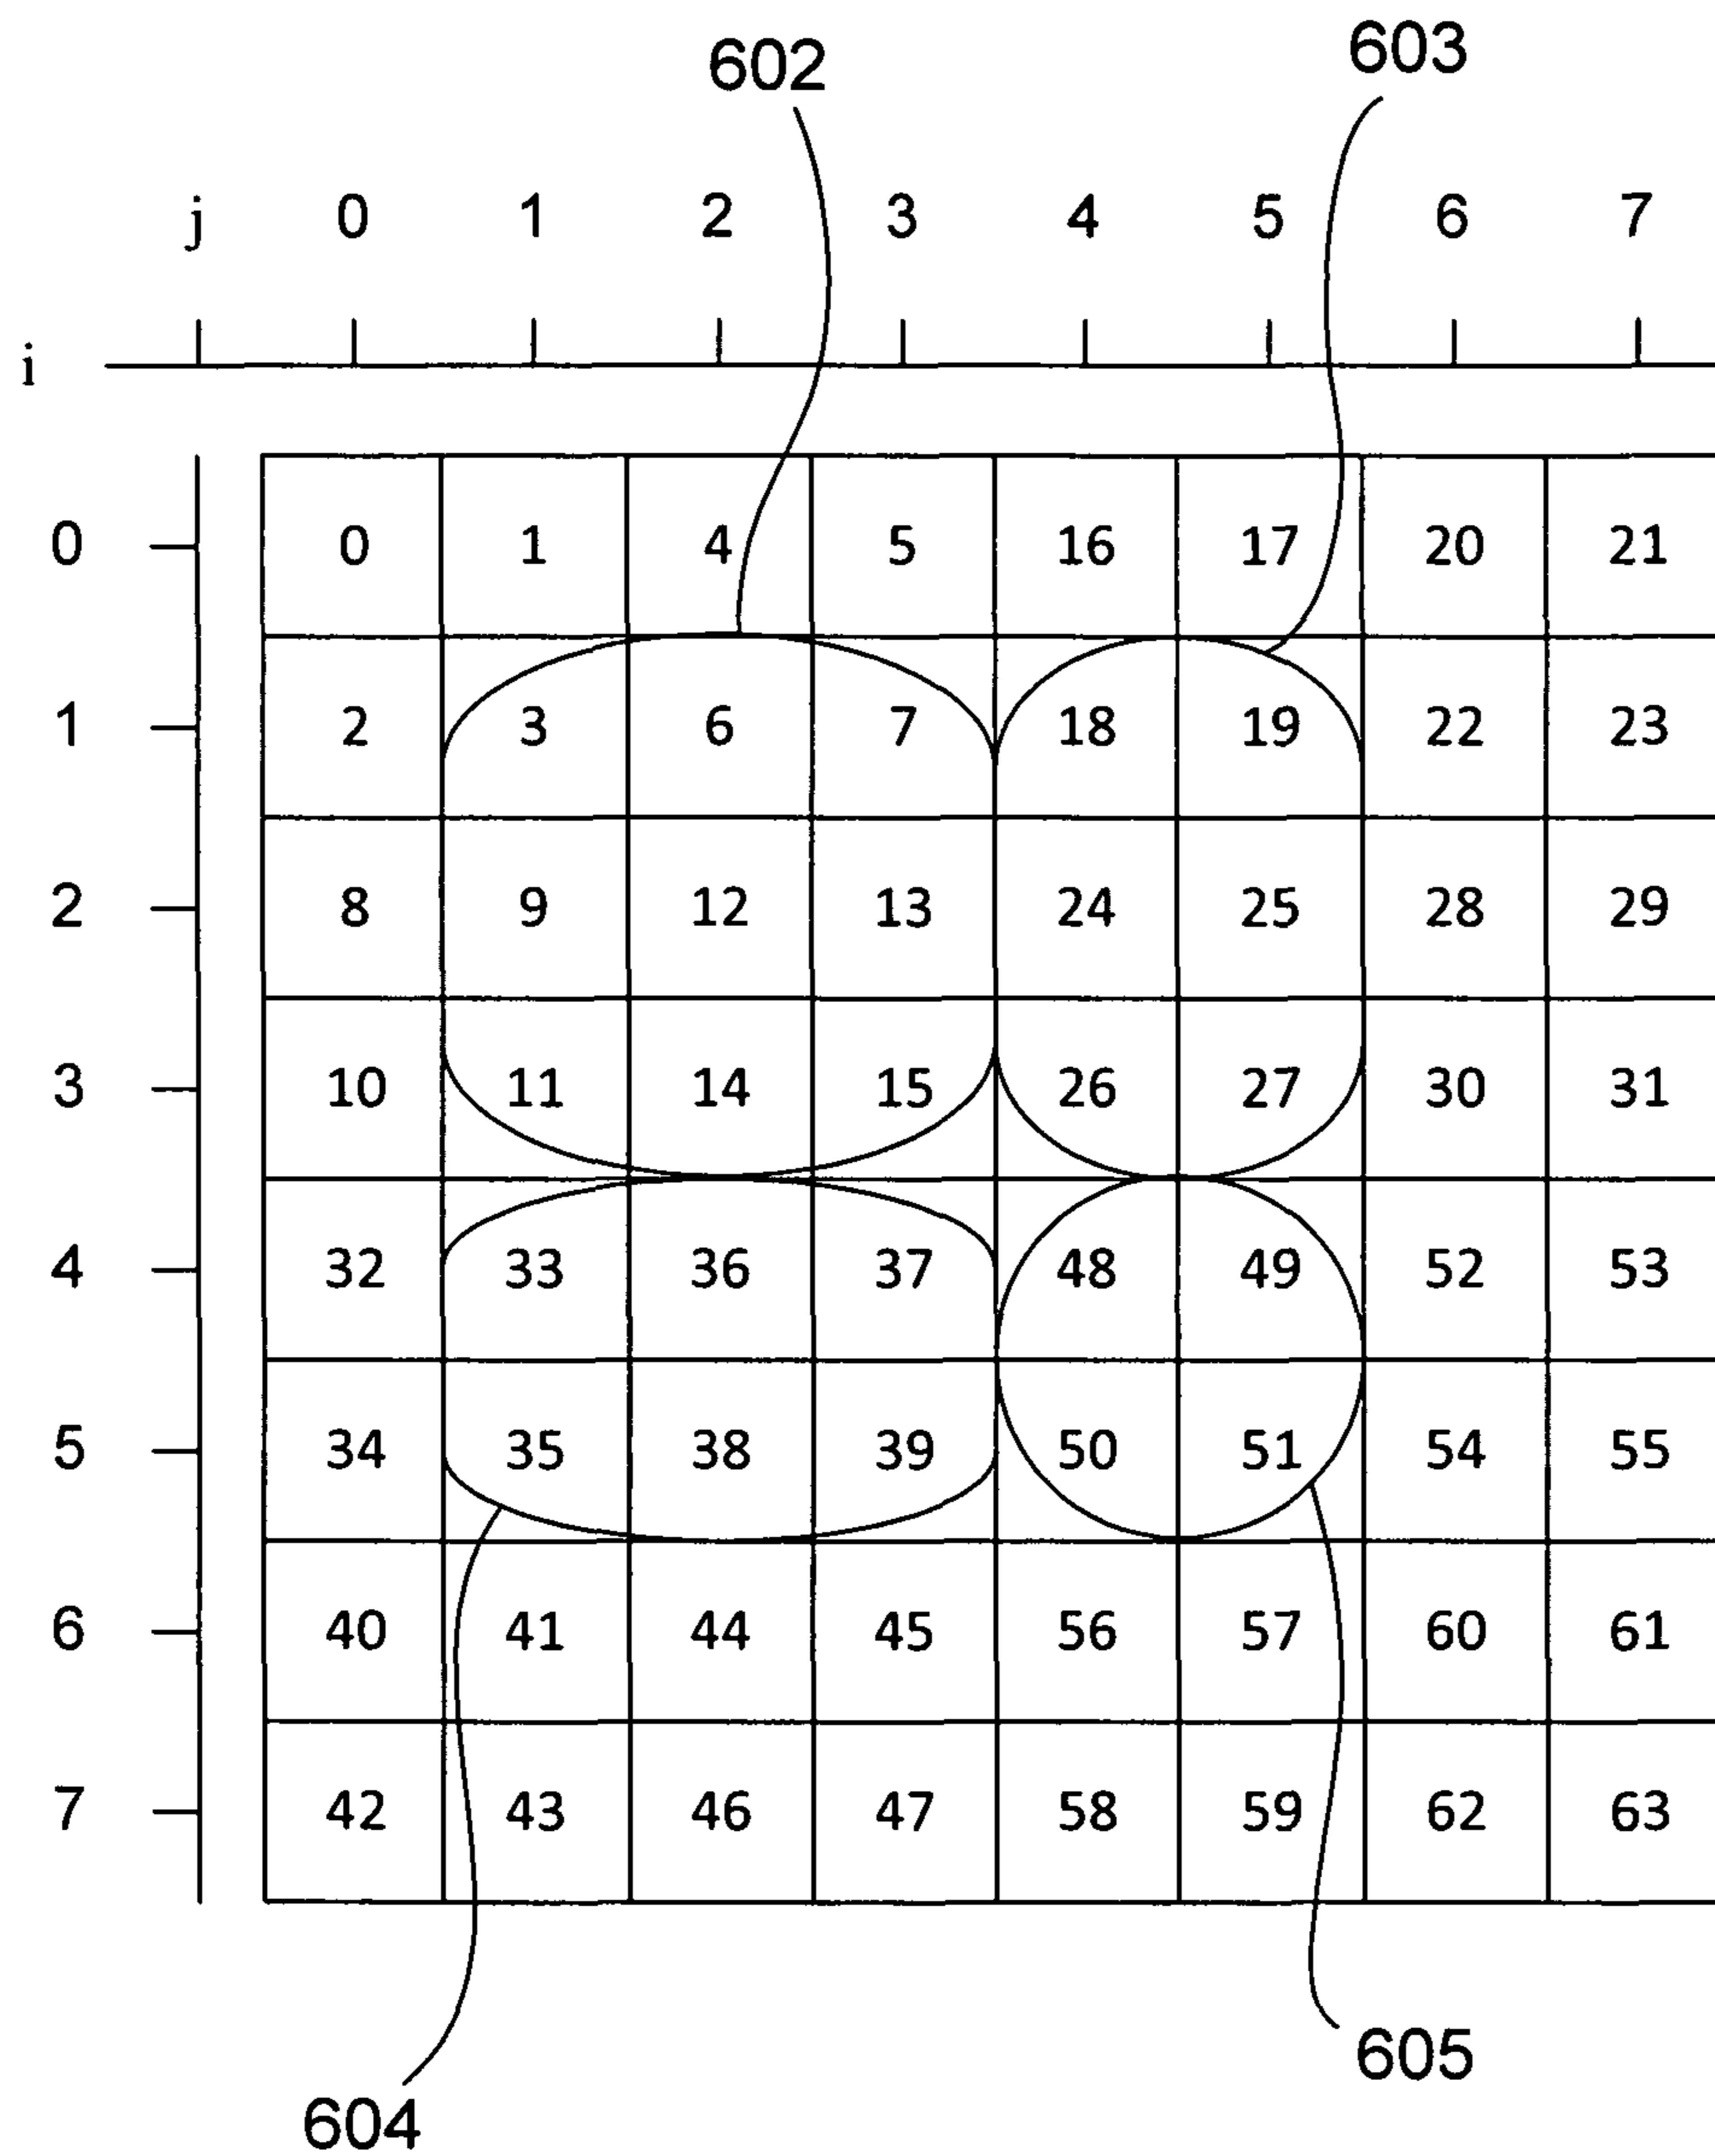 602 603
j 0 1 2 3 4 5 6 7
i
0 0 1 4 5 16 17 20 21
1 2 3 6 7 18 19 22 23
2 8 9 12 13 24 25 28 29
3 10 11 14 15 26 27 30 31
4 32 33 36 37 48 49 52 53
5 34 35 38 39 50 51 54 55
6 40 41 44 45 56 57 60 61
7 42 43 46 47 58 59 62 63
605
604